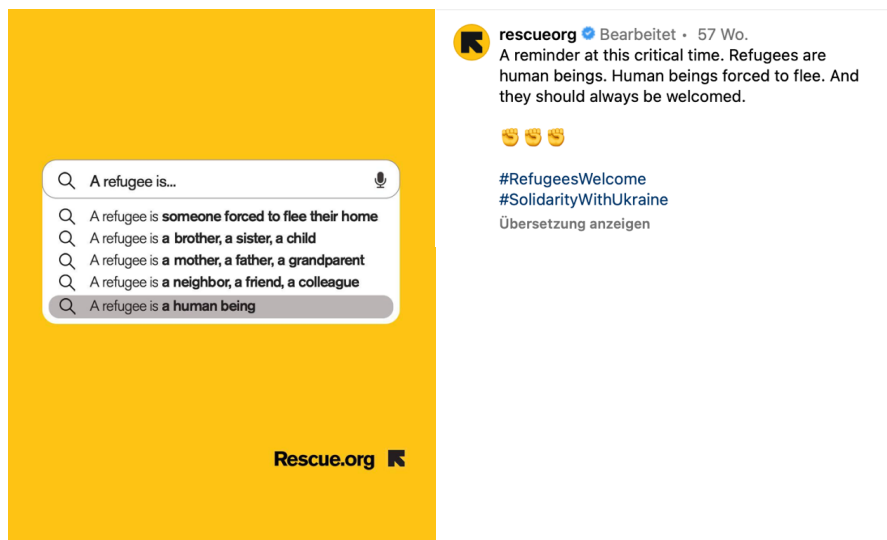 A refugee is...
A refugee is someone forced to flee their home
A refugee is a brother, a sister, a child
A refugee is a mother, a father, a grandparent
A refugee is a neighbor, a friend, a colleague
A refugee is a human being
Rescue.org
rescueorg Bearbeitet • 57 Wo.
A reminder at this critical time. Refugees are
human beings. Human beings forced to flee. And
they should always be welcomed.
✊✊✊
#RefugeesWelcome
#SolidarityWithUkraine
Übersetzung anzeigen